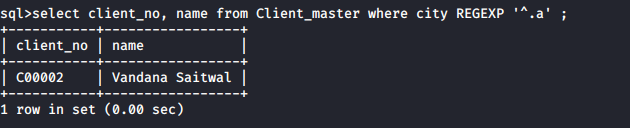 sql>select client_no, name from Client_master where city REGEXP '^.a' ;
+-----------+-----------------+
| client_no | name            |
+-----------+-----------------+
| C00002    | Vandana Saitwal |
+-----------+-----------------+
1 row in set (0.00 sec)